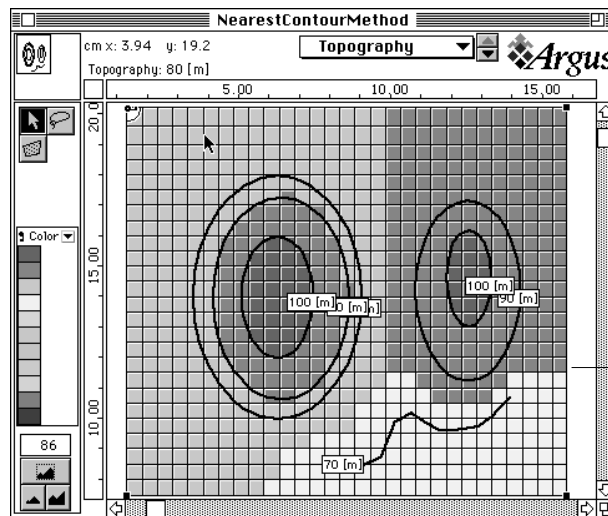 NearestContourMethod
cm x: 3.94 y: 19.2
Topography: 80 [m]
Topography
Argus
5.00 10.00 15.00
20.0
15.00
10.00
Color
86
100 [m]
100 [m]
90 [m]
70 [m]